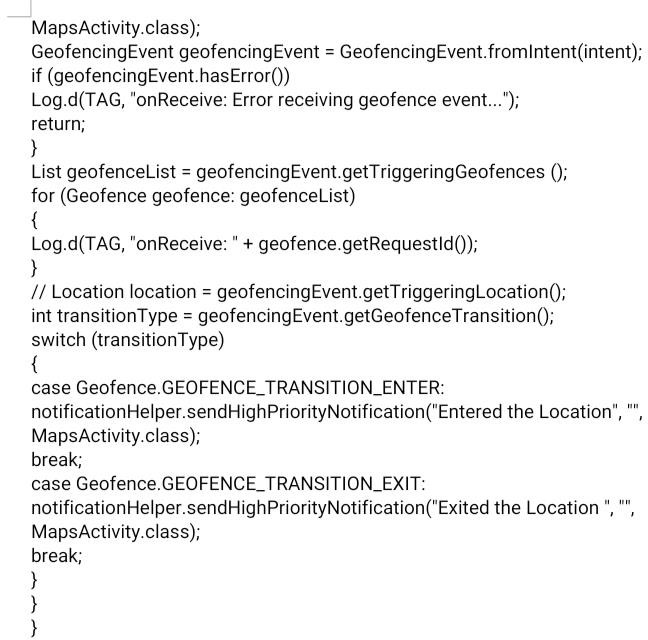 MapsActivity.class);
GeofencingEvent geofencingEvent = GeofencingEvent.fromIntent(intent);
if (geofencingEvent.hasError())
Log.d(TAG, "onReceive: Error receiving geofence event...");
return;
}
List geofenceList = geofencingEvent.getTriggeringGeofences ();
for (Geofence geofence: geofenceList)
{
Log.d(TAG, "onReceive: " + geofence.getRequestId());
}
// Location location = geofencingEvent.getTriggeringLocation();
int transitionType = geofencingEvent.getGeofenceTransition();
switch (transitionType)
{
case Geofence.GEOFENCE_TRANSITION_ENTER:
notificationHelper.sendHighPriorityNotification("Entered the Location", "",
MapsActivity.class);
break;
case Geofence.GEOFENCE_TRANSITION_EXIT:
notificationHelper.sendHighPriorityNotification("Exited the Location ", "",
MapsActivity.class);
break;
}
}
}